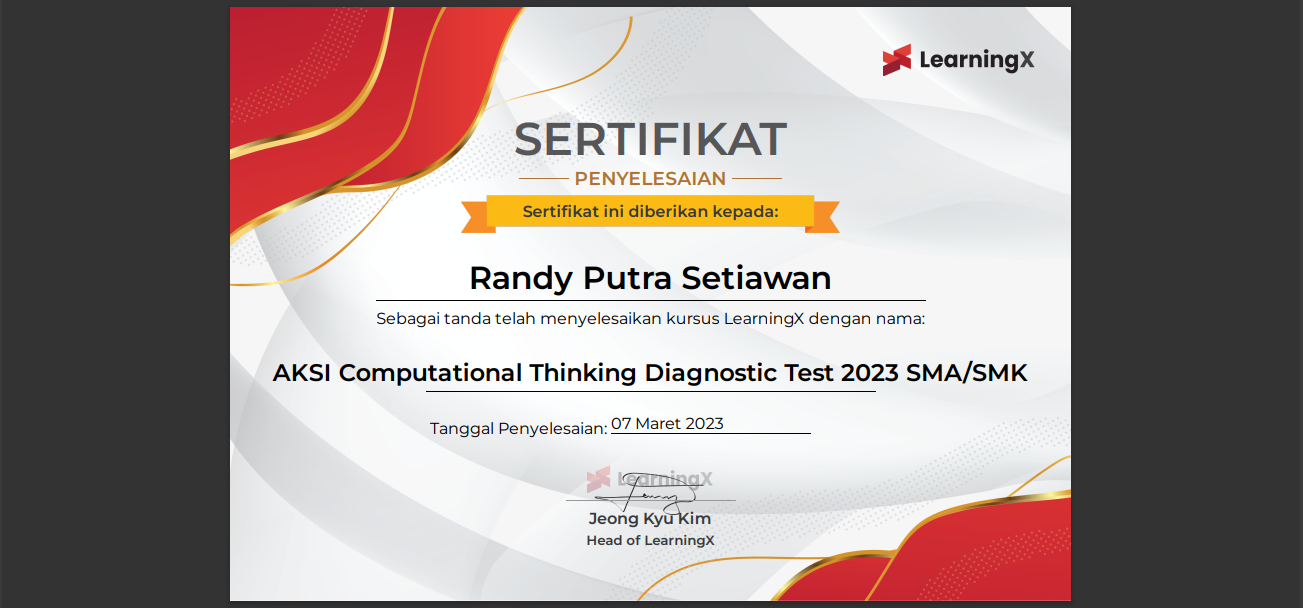 LearningX
SERTIFIKAT
PENYELESAIAN
Sertifikat ini diberikan kepada:
Randy Putra Setiawan
Sebagai tanda telah menyelesaikan kursus LearningX dengan nama:
AKSI Computational Thinking Diagnostic Test 2023 SMA/SMK
Tanggal Penyelesaian: 07 Maret 2023
LearningX
Jeong Kyu Kim
Head of LearningX